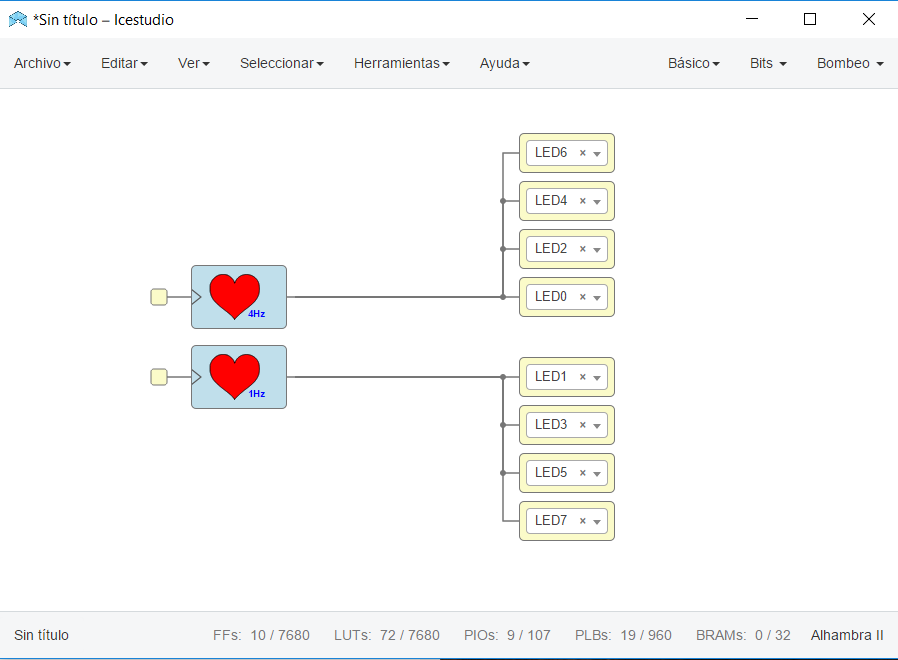 *Sin título – Icestudio
Archivo Editar Ver Seleccionar Herramientas Ayuda Básico Bits Bombeo
LED6 ×
LED4 ×
LED2 ×
LED0 ×
4Hz
LED1 ×
1Hz
LED3 ×
LED5 ×
LED7 ×
Sin título FFs: 10 / 7680 LUTs: 72 / 7680 PIOs: 9 / 107 PLBs: 19 / 960 BRAMs: 0 / 32 Alhambra II